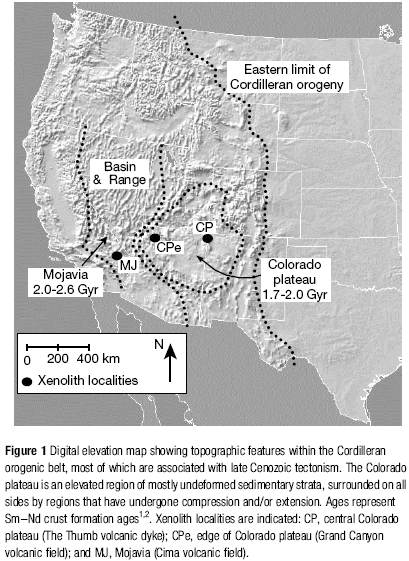 Eastern limit of
Cordilleran orogeny
Basin
& Range
CP
CPe
MJ
Mojavia
2.0-2.6 Gyr
Colorado
plateau
1.7-2.0 Gyr
N
0 200 400 km
Xenolith localities
Figure 1 Digital elevation map showing topographic features within the Cordilleran
orogenic belt, most of which are associated with late Cenozoic tectonism. The Colorado
plateau is an elevated region of mostly undeformed sedimentary strata, surrounded on all
sides by regions that have undergone compression and/or extension. Ages represent
Sm–Nd crust formation ages1,2. Xenolith localities are indicated: CP, central Colorado
plateau (The Thumb volcanic dyke); CPe, edge of Colorado plateau (Grand Canyon
volcanic field); and MJ, Mojavia (Cima volcanic field).